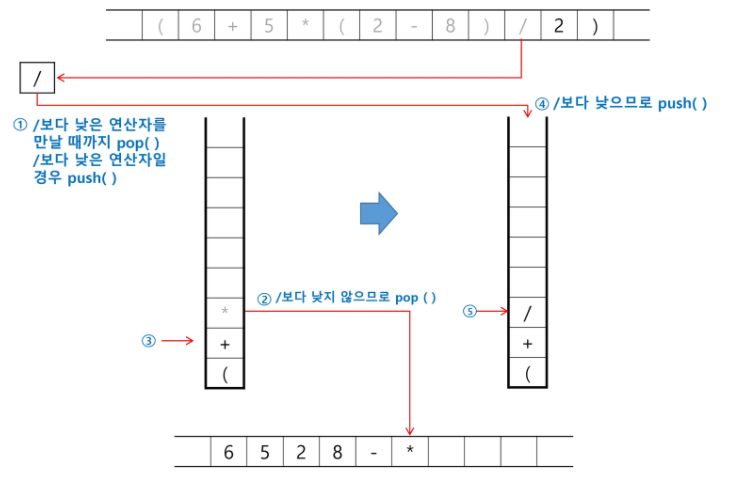 ( 6 + 5 * ( 2 - 8 ) / 2 )
/
④ /보다 낮으므로 push( )
① /보다 낮은 연산자를
만날 때까지 pop( )
/보다 낮은 연산자일
경우 push( )
② /보다 낮지 않으므로 pop ( )
*
③
+
(
⑤
/
+
(
6 5 2 8 - *